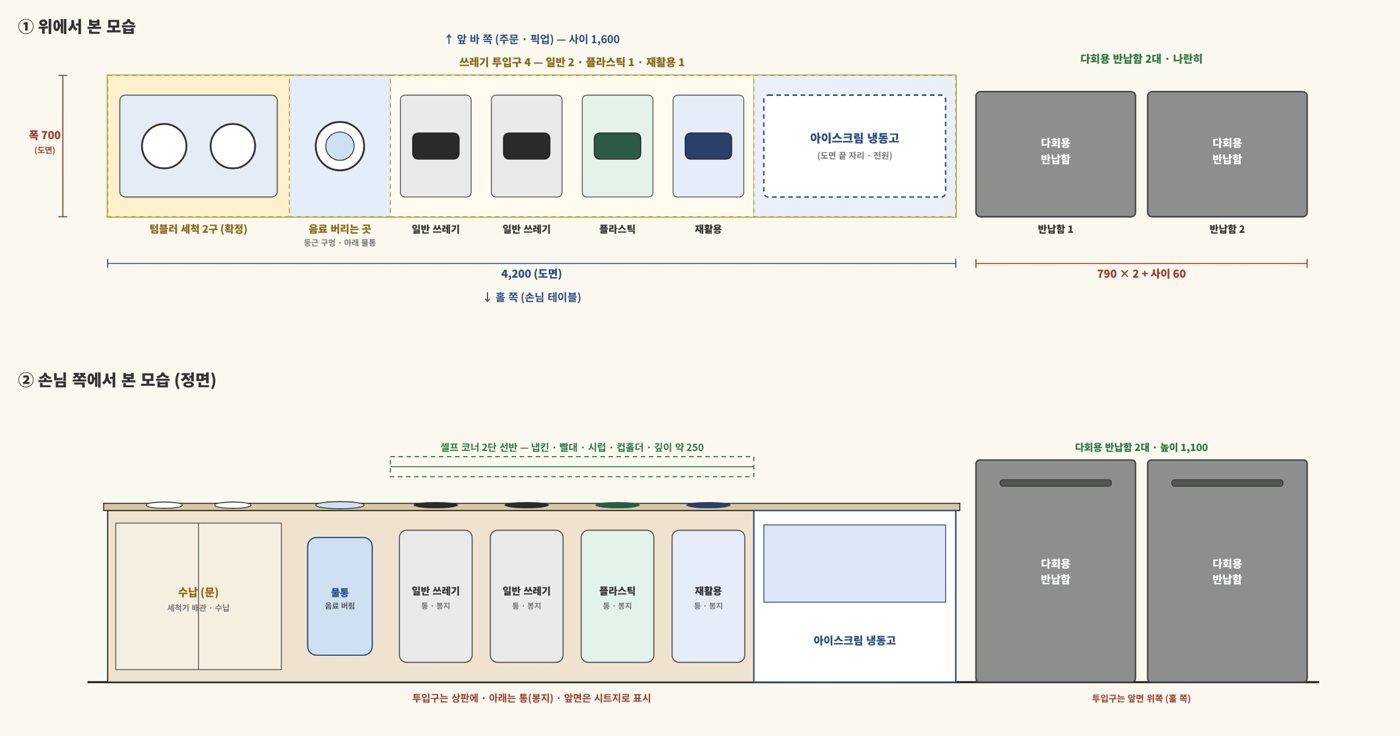 ① 위에서 본 모습
↑ 앞 바 쪽 (주문 · 픽업) — 사이 1,600
쓰레기 투입구 4 — 일반 2 · 플라스틱 1 · 재활용 1
다회용 반납함 2대 · 나란히
폭 700
(도면)
아이스크림 냉동고
(도면 끝 자리 · 전원)
다회용
반납함
다회용
반납함
텀블러 세척 2구 (확정)
음료 버리는 곳
둥근 구멍 · 아래 물통
일반 쓰레기
일반 쓰레기
플라스틱
재활용
반납함 1
반납함 2
4,200 (도면)
790 × 2 + 사이 60
↓ 홀 쪽 (손님 테이블)
② 손님 쪽에서 본 모습 (정면)
셀프 코너 2단 선반 — 냅킨 · 빨대 · 시럽 · 컵홀더 · 깊이 약 250
다회용 반납함 2대 · 높이 1,100
수납 (문)
세척기 배관 · 수납
물통
음료 버림
일반 쓰레기
통 · 봉지
일반 쓰레기
통 · 봉지
플라스틱
통 · 봉지
재활용
통 · 봉지
아이스크림 냉동고
다회용
반납함
다회용
반납함
투입구는 상판에 · 아래는 통(봉지) · 앞면은 시트지로 표시
투입구는 앞면 위쪽 (홀 쪽)